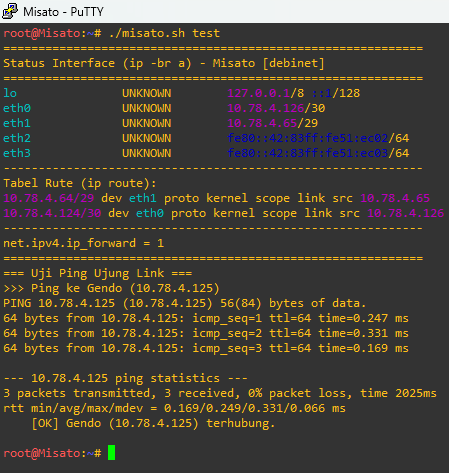 Misato - PuTTY
root@Misato:~# ./misato.sh test
======================================================
Status Interface (ip -br a) - Misato [debinet]
======================================================
lo UNKNOWN 127.0.0.1/8 ::1/128
eth0 UNKNOWN 10.78.4.126/30
eth1 UNKNOWN 10.78.4.65/29
eth2 UNKNOWN fe80::42:83ff:fe51:ec02/64
eth3 UNKNOWN fe80::42:83ff:fe51:ec03/64
------------------------------------------------------
Tabel Rute (ip route):
10.78.4.64/29 dev eth1 proto kernel scope link src 10.78.4.65
10.78.4.124/30 dev eth0 proto kernel scope link src 10.78.4.126
------------------------------------------------------
net.ipv4.ip_forward = 1
======================================================
=== Uji Ping Ujung Link ===
>>> Ping ke Gendo (10.78.4.125)
PING 10.78.4.125 (10.78.4.125) 56(84) bytes of data.
64 bytes from 10.78.4.125: icmp_seq=1 ttl=64 time=0.247 ms
64 bytes from 10.78.4.125: icmp_seq=2 ttl=64 time=0.331 ms
64 bytes from 10.78.4.125: icmp_seq=3 ttl=64 time=0.169 ms
--- 10.78.4.125 ping statistics ---
3 packets transmitted, 3 received, 0% packet loss, time 2025ms
rtt min/avg/max/mdev = 0.169/0.249/0.331/0.066 ms
[OK] Gendo (10.78.4.125) terhubung.
root@Misato:~#